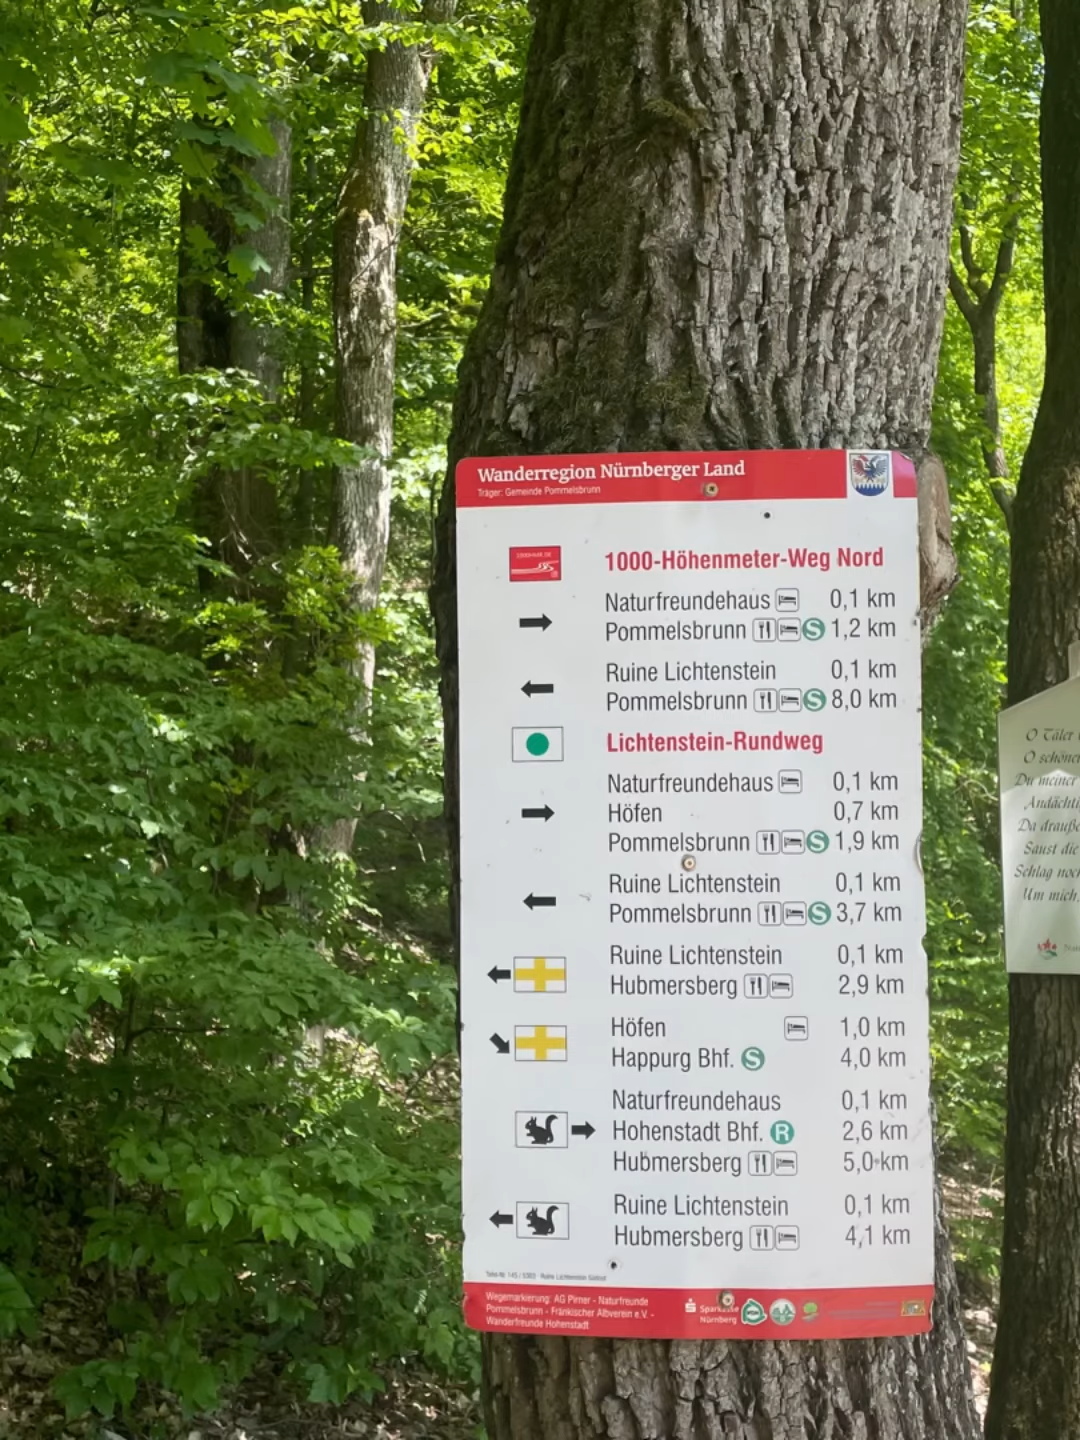 Wanderregion Nürnberger Land
Träger: Gemeinde Pommelsbrunn
1000-Höhenmeter-Weg Nord
Naturfreundehaus 0,1 km
Pommelsbrunn S 1,2 km
Ruine Lichtenstein 0,1 km
Pommelsbrunn S 8,0 km
Lichtenstein-Rundweg
Naturfreundehaus 0,1 km
Höfen 0,7 km
Pommelsbrunn S 1,9 km
Ruine Lichtenstein 0,1 km
Pommelsbrunn S 3,7 km
Ruine Lichtenstein 0,1 km
Hubmersberg 2,9 km
Höfen 1,0 km
Happurg Bhf. S 4,0 km
Naturfreundehaus 0,1 km
Hohenstadt Bhf. R 2,6 km
Hubmersberg 5,0 km
Ruine Lichtenstein 0,1 km
Hubmersberg 4,1 km
Wegemarkierung: AG Pirner - Naturfreunde
Pommelsbrunn - Fränkischer Albverein e.V. -
Wanderfreunde Hohenstadt
Nürnberg
O Täler
O schöne
Du meiner
Andächti
Da drauße
Saust die
Schlag noch
Um mich,